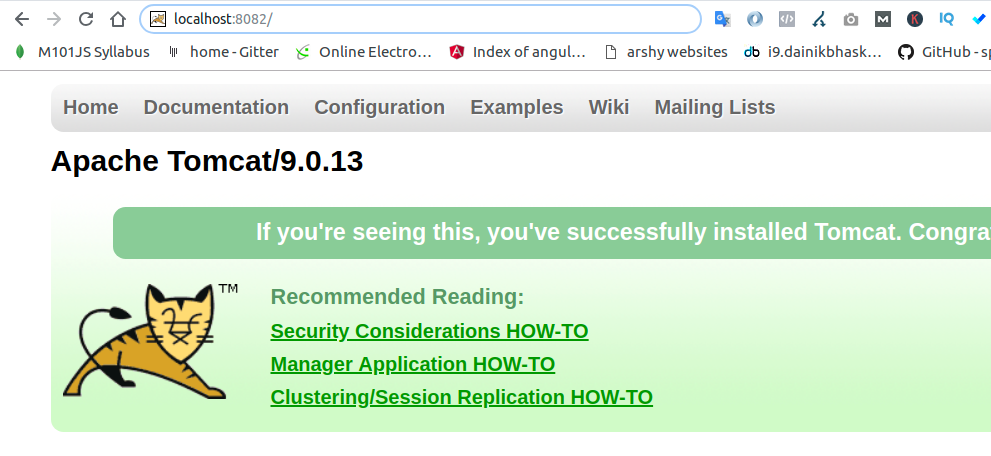 localhost:8082/
M101JS Syllabus home - Gitter Online Electro… Index of angul… arshy websites i9.dainikbhask… GitHub - sp
Home Documentation Configuration Examples Wiki Mailing Lists
Apache Tomcat/9.0.13
If you're seeing this, you've successfully installed Tomcat. Congra
TM
Recommended Reading:
Security Considerations HOW-TO
Manager Application HOW-TO
Clustering/Session Replication HOW-TO